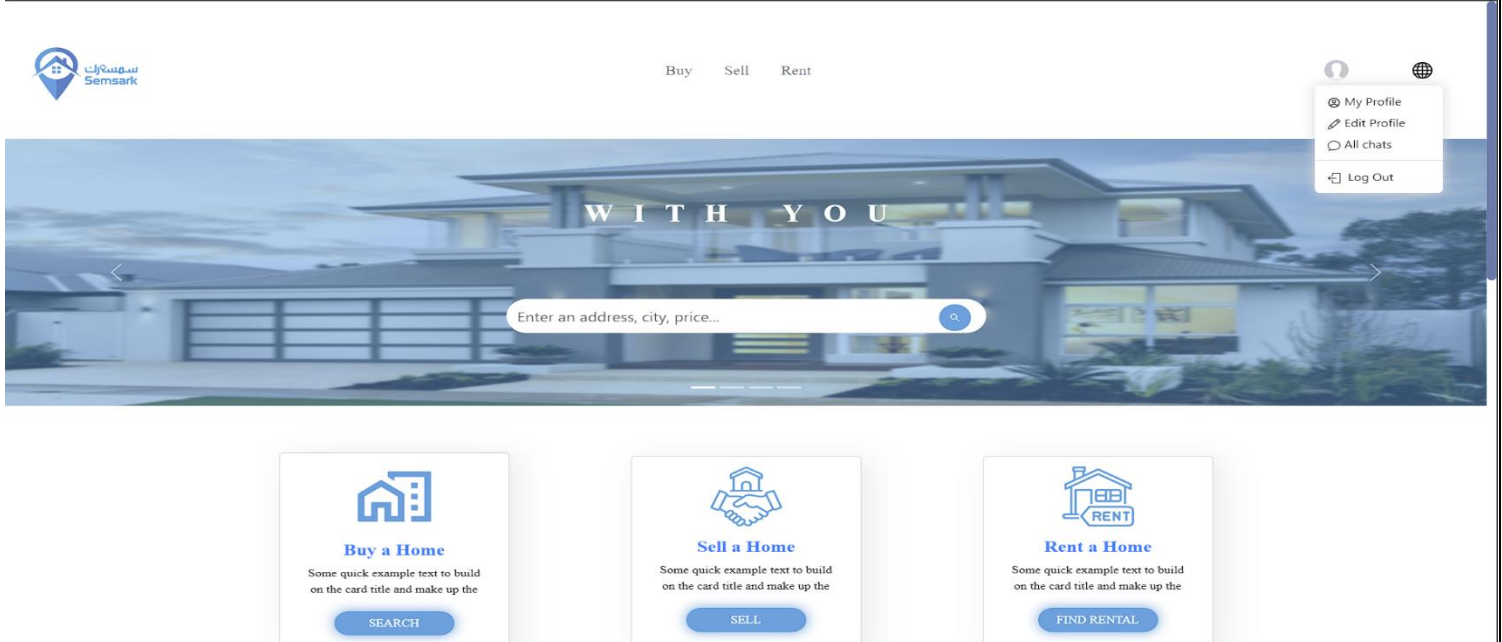 سمسارك
Semsark
Buy Sell Rent
My Profile
Edit Profile
All chats
Log Out
WITH YOU
Enter an address, city, price...
Buy a Home
Some quick example text to build
on the card title and make up the
SEARCH
Sell a Home
Some quick example text to build
on the card title and make up the
SELL
RENT
Rent a Home
Some quick example text to build
on the card title and make up the
FIND RENTAL